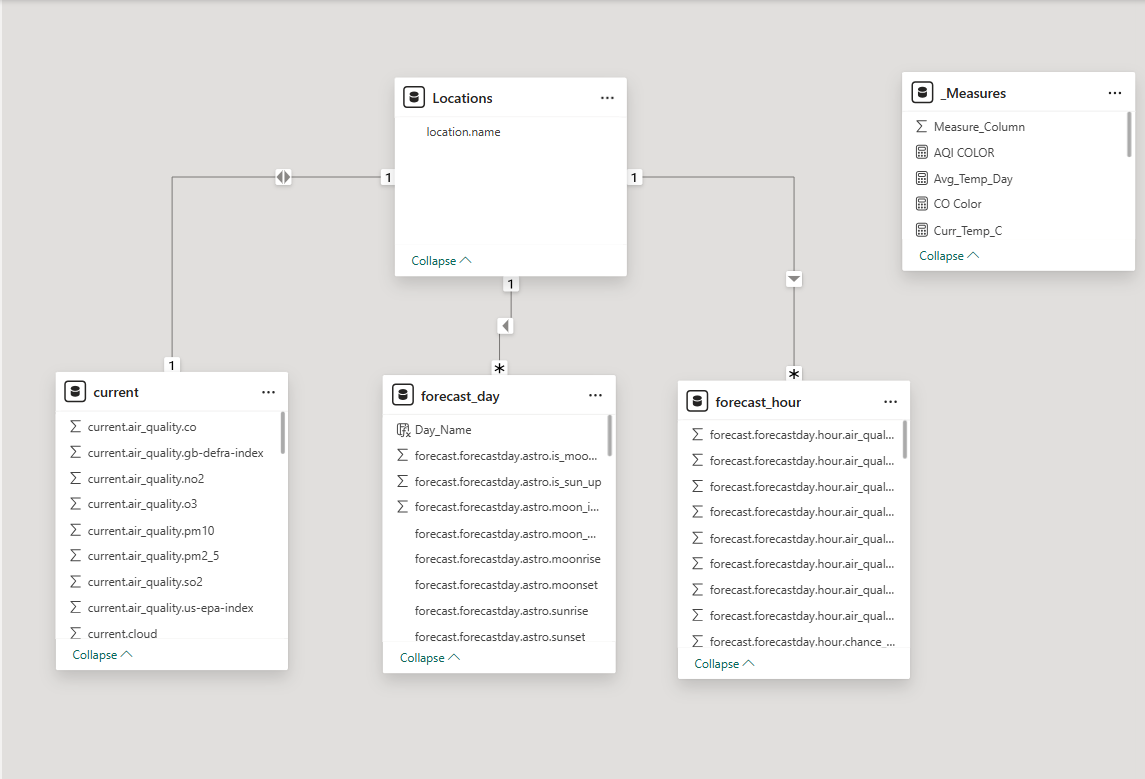 Locations
...
location.name
Collapse
_Measures
...
Measure_Column
AQI COLOR
Avg_Temp_Day
CO Color
Curr_Temp_C
Collapse
1
1
1
1
*
*
current
...
current.air_quality.co
current.air_quality.gb-defra-index
current.air_quality.no2
current.air_quality.o3
current.air_quality.pm10
current.air_quality.pm2_5
current.air_quality.so2
current.air_quality.us-epa-index
current.cloud
Collapse
forecast_day
...
Day_Name
forecast.forecastday.astro.is_moo...
forecast.forecastday.astro.is_sun_up
forecast.forecastday.astro.moon_i...
forecast.forecastday.astro.moon_...
forecast.forecastday.astro.moonrise
forecast.forecastday.astro.moonset
forecast.forecastday.astro.sunrise
forecast.forecastday.astro.sunset
Collapse
forecast_hour
...
forecast.forecastday.hour.air_qual...
forecast.forecastday.hour.air_qual...
forecast.forecastday.hour.air_qual...
forecast.forecastday.hour.air_qual...
forecast.forecastday.hour.air_qual...
forecast.forecastday.hour.air_qual...
forecast.forecastday.hour.air_qual...
forecast.forecastday.hour.air_qual...
forecast.forecastday.hour.chance_...
Collapse